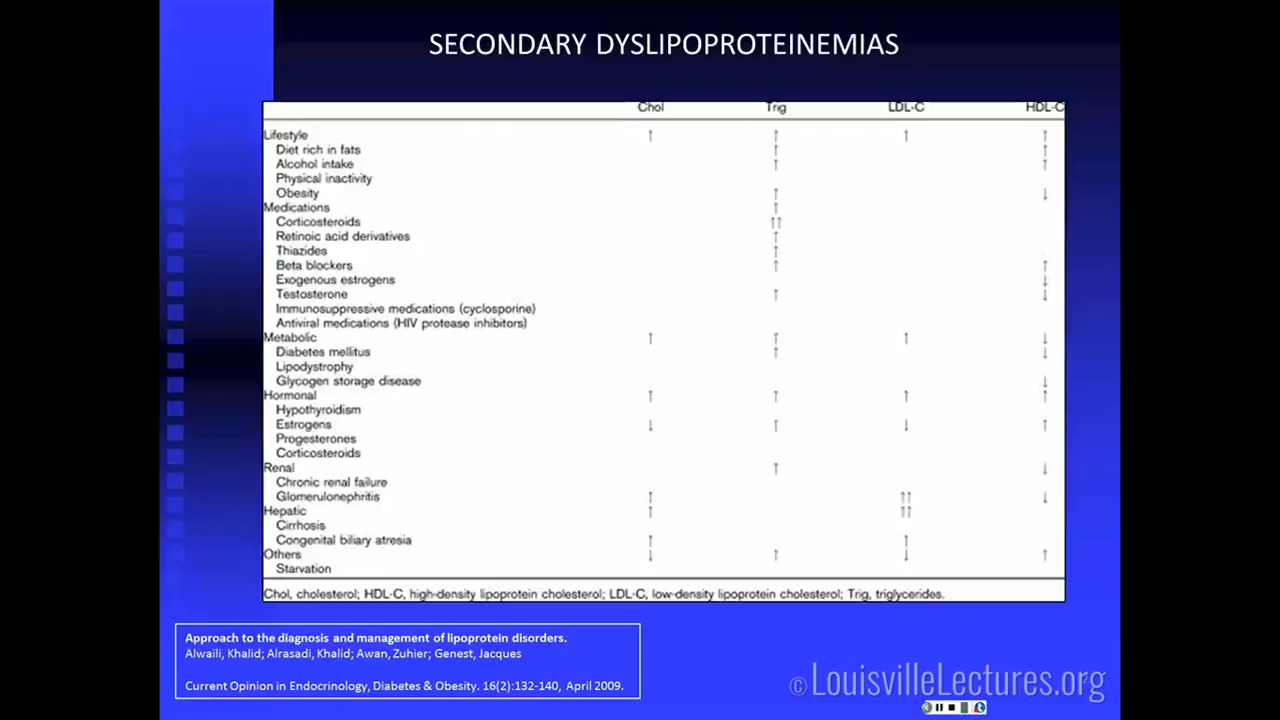 SECONDARY DYSLIPOPROTEINEMIAS
Chol Trig LDL-C HDL-C
Lifestyle ↑ ↑ ↑ ↑
Diet rich in fats ↑ ↑
Alcohol intake ↑ ↑
Physical inactivity
Obesity ↑ ↓
Medications ↑
Corticosteroids ↑↑
Retinoic acid derivatives ↑
Thiazides ↑
Beta blockers ↑ ↑
Exogenous estrogens ↓
Testosterone ↑ ↓
Immunosuppressive medications (cyclosporine)
Antiviral medications (HIV protease inhibitors)
Metabolic ↑ ↑ ↑ ↓
Diabetes mellitus ↑ ↓
Lipodystrophy
Glycogen storage disease ↓
Hormonal ↑ ↑ ↑ ↑
Hypothyroidism
Estrogens ↓ ↑ ↓ ↑
Progesterones
Corticosteroids
Renal ↑ ↓
Chronic renal failure
Glomerulonephritis ↑ ↑↑ ↓
Hepatic ↑ ↑↑
Cirrhosis
Congenital biliary atresia ↑ ↑
Others ↓ ↑ ↓ ↑
Starvation
Chol, cholesterol; HDL-C, high-density lipoprotein cholesterol; LDL-C, low-density lipoprotein cholesterol; Trig, triglycerides.
Approach to the diagnosis and management of lipoprotein disorders.
Alwaili, Khalid; Alrasadi, Khalid; Awan, Zuhier; Genest, Jacques
Current Opinion in Endocrinology, Diabetes & Obesity. 16(2):132-140, April 2009.
© LouisvilleLectures.org